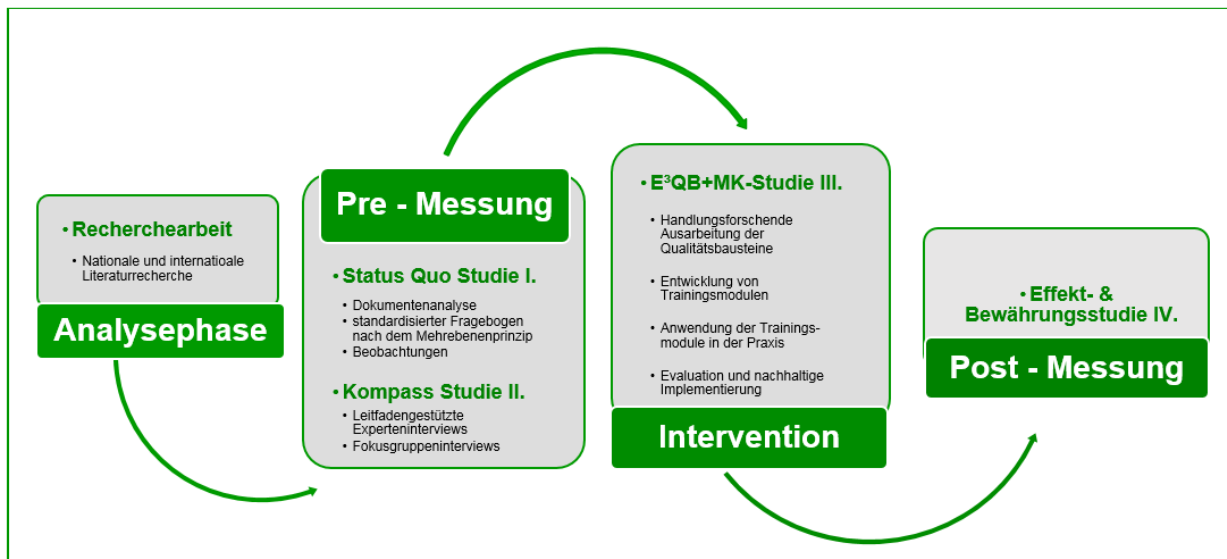 • Recherchearbeit
• Nationale und internatioale
Literaturrecherche
Analysephase
Pre - Messung
• Status Quo Studie I.
• Dokumentenanalyse
• standardisierter Fragebogen
nach dem Mehrebenenprinzip
• Beobachtungen
• Kompass Studie II.
• Leitfadengestützte
Experteninterviews
• Fokusgruppeninterviews
• E³QB+MK-Studie III.
• Handlungsforschende
Ausarbeitung der
Qualitätsbausteine
• Entwicklung von
Trainingsmodulen
• Anwendung der Trainings-
module in der Praxis
• Evaluation und nachhaltige
Implementierung
Intervention
• Effekt- &
Bewährungsstudie IV.
Post - Messung